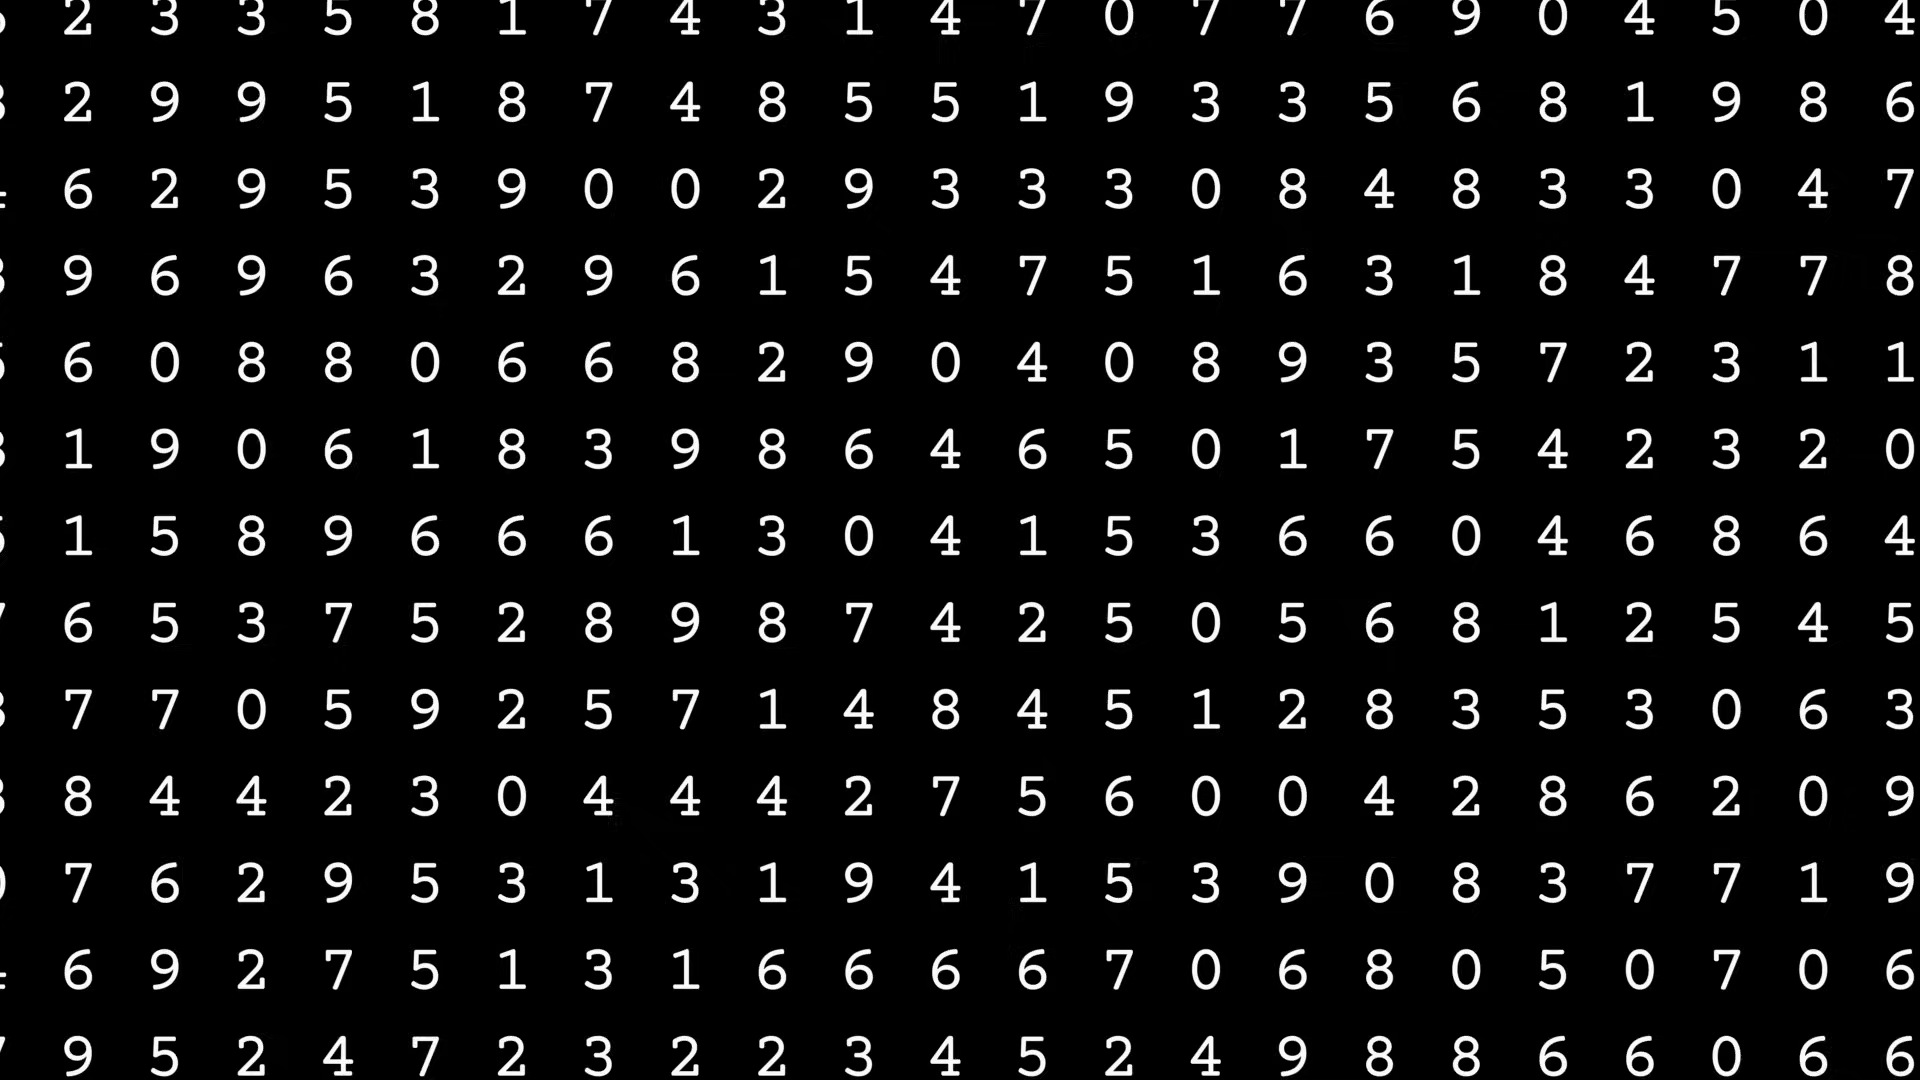 2 3 3 5 8 1 7 4 3 1 4 7 0 7 7 6 9 0 4 5 0 4
2 9 9 5 1 8 7 4 8 5 5 1 9 3 3 5 6 8 1 9 8 6
6 2 9 5 3 9 0 0 2 9 3 3 3 0 8 4 8 3 3 0 4 7
9 6 9 6 3 2 9 6 1 5 4 7 5 1 6 3 1 8 4 7 7 8
6 0 8 8 0 6 6 8 2 9 0 4 0 8 9 3 5 7 2 3 1 1
1 9 0 6 1 8 3 9 8 6 4 6 5 0 1 7 5 4 2 3 2 0
1 5 8 9 6 6 6 1 3 0 4 1 5 3 6 6 0 4 6 8 6 4
6 5 3 7 5 2 8 9 8 7 4 2 5 0 5 6 8 1 2 5 4 5
7 7 0 5 9 2 5 7 1 4 8 4 5 1 2 8 3 5 3 0 6 3
8 4 4 2 3 0 4 4 4 2 7 5 6 0 0 4 2 8 6 2 0 9
7 6 2 9 5 3 1 3 1 9 4 1 5 3 9 0 8 3 7 7 1 9
6 9 2 7 5 1 3 1 6 6 6 6 7 0 6 8 0 5 0 7 0 6
9 5 2 4 7 2 3 2 2 3 4 5 2 4 9 8 8 6 6 0 6 6